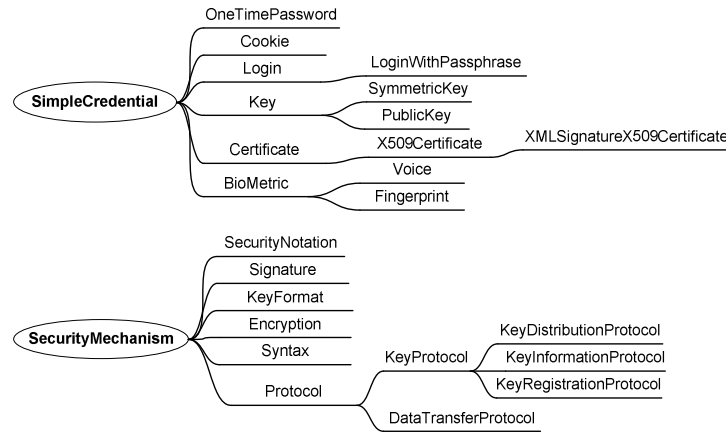 OneTimePassword
Cookie
Login
LoginWithPassphrase
SimpleCredential
Key
SymmetricKey
PublicKey
Certificate
X509Certificate
XMLSignatureX509Certificate
BioMetric
Voice
Fingerprint
SecurityNotation
Signature
KeyFormat
SecurityMechanism
Encryption
Syntax
Protocol
KeyProtocol
KeyDistributionProtocol
KeyInformationProtocol
KeyRegistrationProtocol
DataTransferProtocol